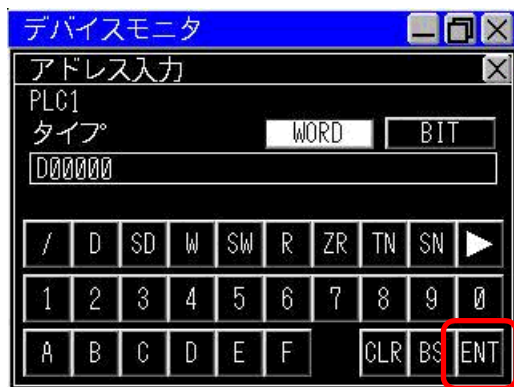 デバイスモニタ
アドレス入力
PLC1
タイプ WORD BIT
D00000
/ D SD W SW R ZR TN SN
1 2 3 4 5 6 7 8 9 0
A B C D E F CLR BS ENT